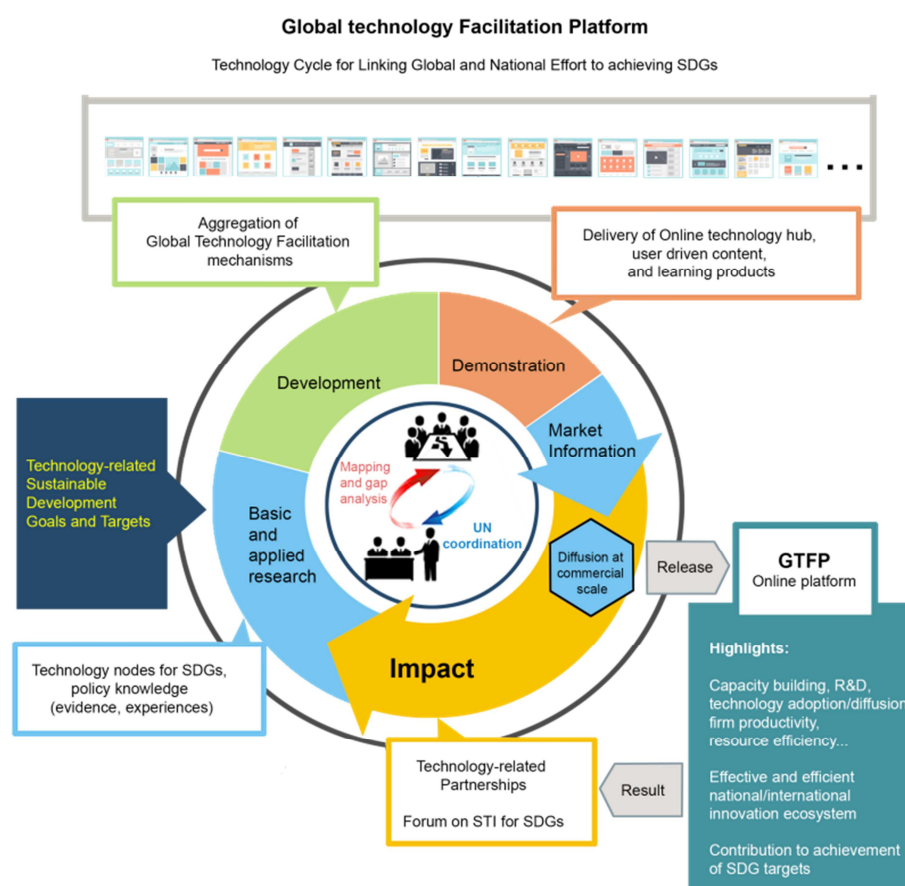 Global technology Facilitation Platform
Technology Cycle for Linking Global and National Effort to achieving SDGs
...
Aggregation of
Global Technology Facilitation
mechanisms
Delivery of Online technology hub,
user driven content,
and learning products
Development
Demonstration
Market
Information
Technology-related
Sustainable
Development
Goals and Targets
Mapping
and gap
analysis
UN
coordination
Basic
and
applied
research
Diffusion at
commercial
scale
Release
GTFP
Online platform
Impact
Technology nodes for SDGs,
policy knowledge
(evidence, experiences)
Technology-related
Partnerships
Forum on STI for SDGs
Result
Highlights:
Capacity building, R&D,
technology adoption/diffusion
firm productivity,
resource efficiency...
Effective and efficient
national/international
innovation ecosystem
Contribution to achievement
of SDG targets